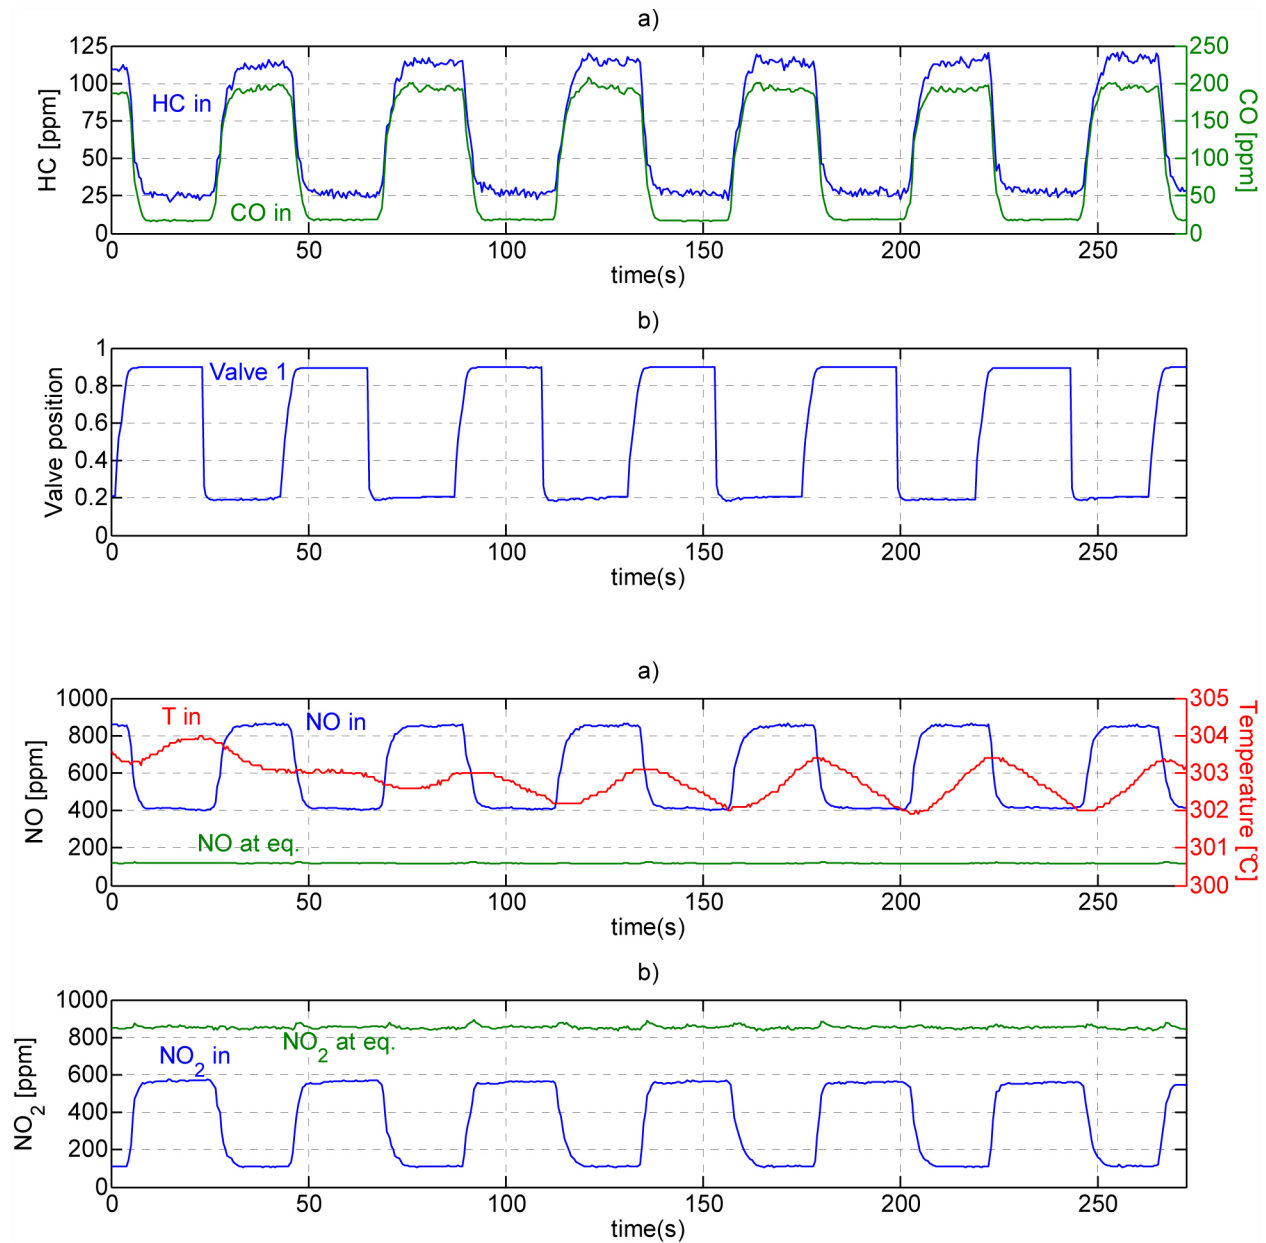 a)
HC [ppm]
125
100
75
50
25
0
HC in
CO in
250
200
150
100
50
0
CO [ppm]
0 50 100 150 200 250
time(s)
b)
Valve position
1
0.8
0.6
0.4
0.2
0
Valve 1
0 50 100 150 200 250
time(s)
a)
NO [ppm]
1000
800
600
400
200
0
T in
NO in
NO at eq.
305
304
303
302
301
300
Temperature [°C]
0 50 100 150 200 250
time(s)
b)
NO2 [ppm]
1000
800
600
400
200
0
NO2 at eq.
NO2 in
0 50 100 150 200 250
time(s)